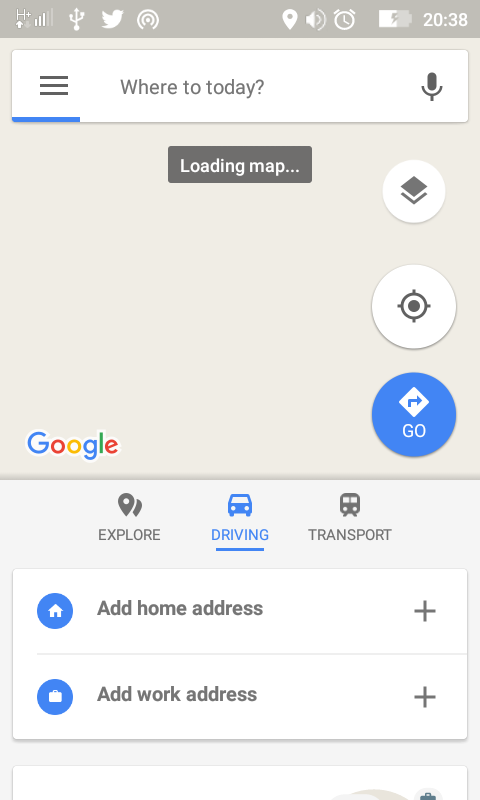 H+ 20:38
Where to today?
Loading map...
GO
Google
EXPLORE DRIVING TRANSPORT
Add home address
Add work address